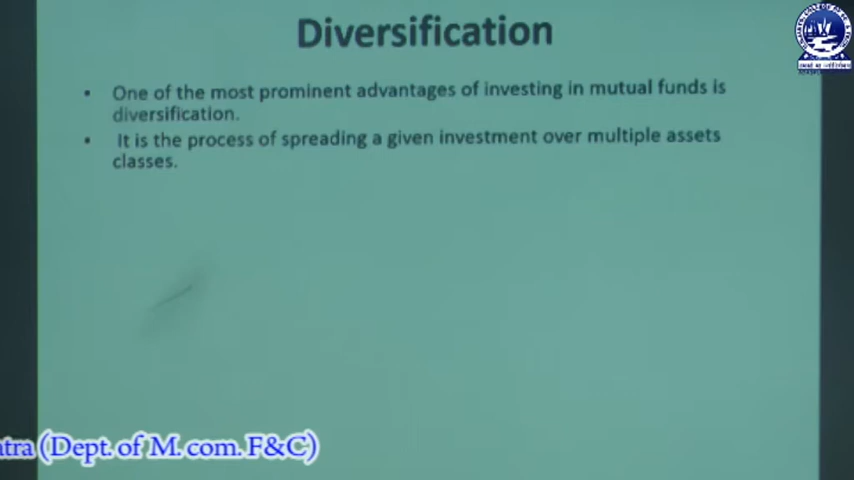 Diversification
• One of the most prominent advantages of investing in mutual funds is
diversification.
• It is the process of spreading a given investment over multiple assets
classes.
(Dept. of M. com. F&C)